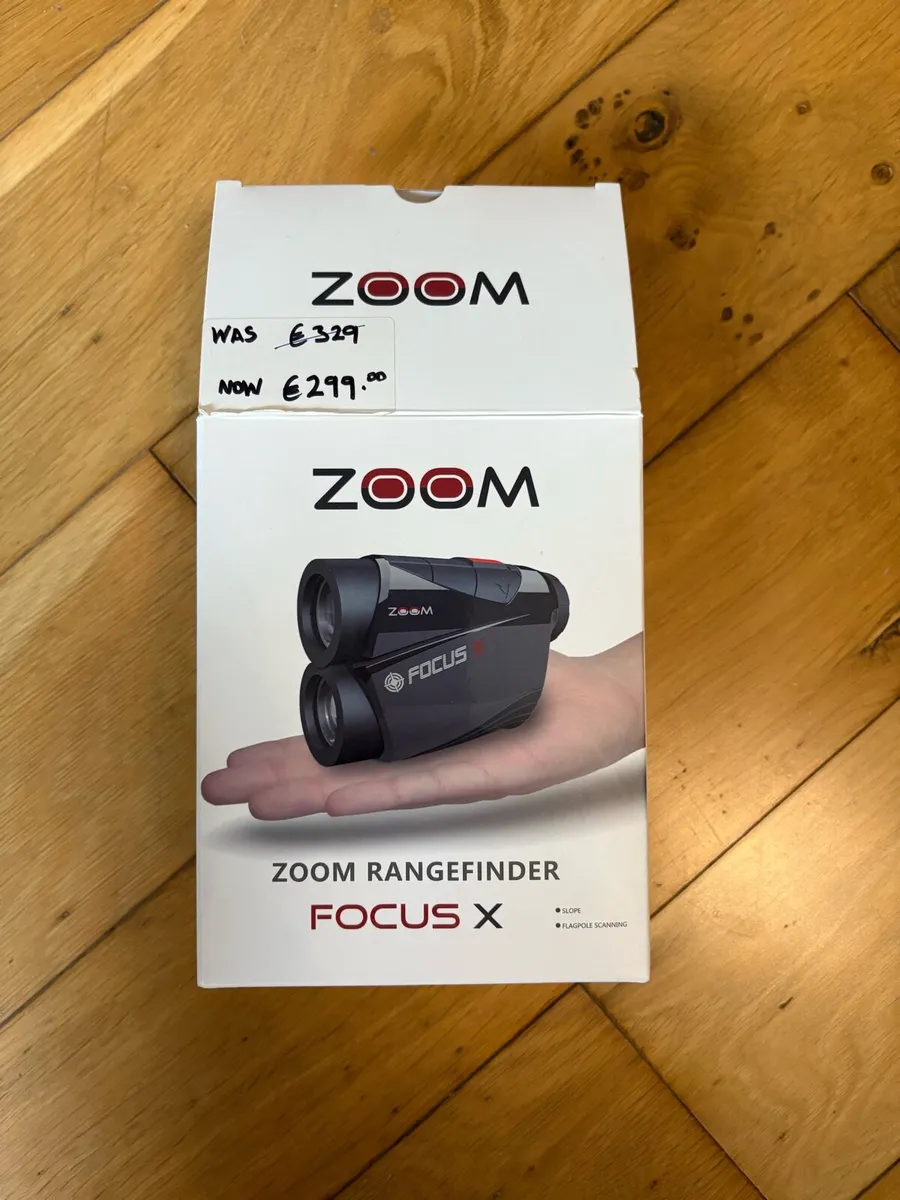 ZOOM
WAS €329
NOW €299.00
ZOOM
ZOOM
FOCUS X
ZOOM RANGEFINDER
FOCUS X
SLOPE
FLAGPOLE SCANNING